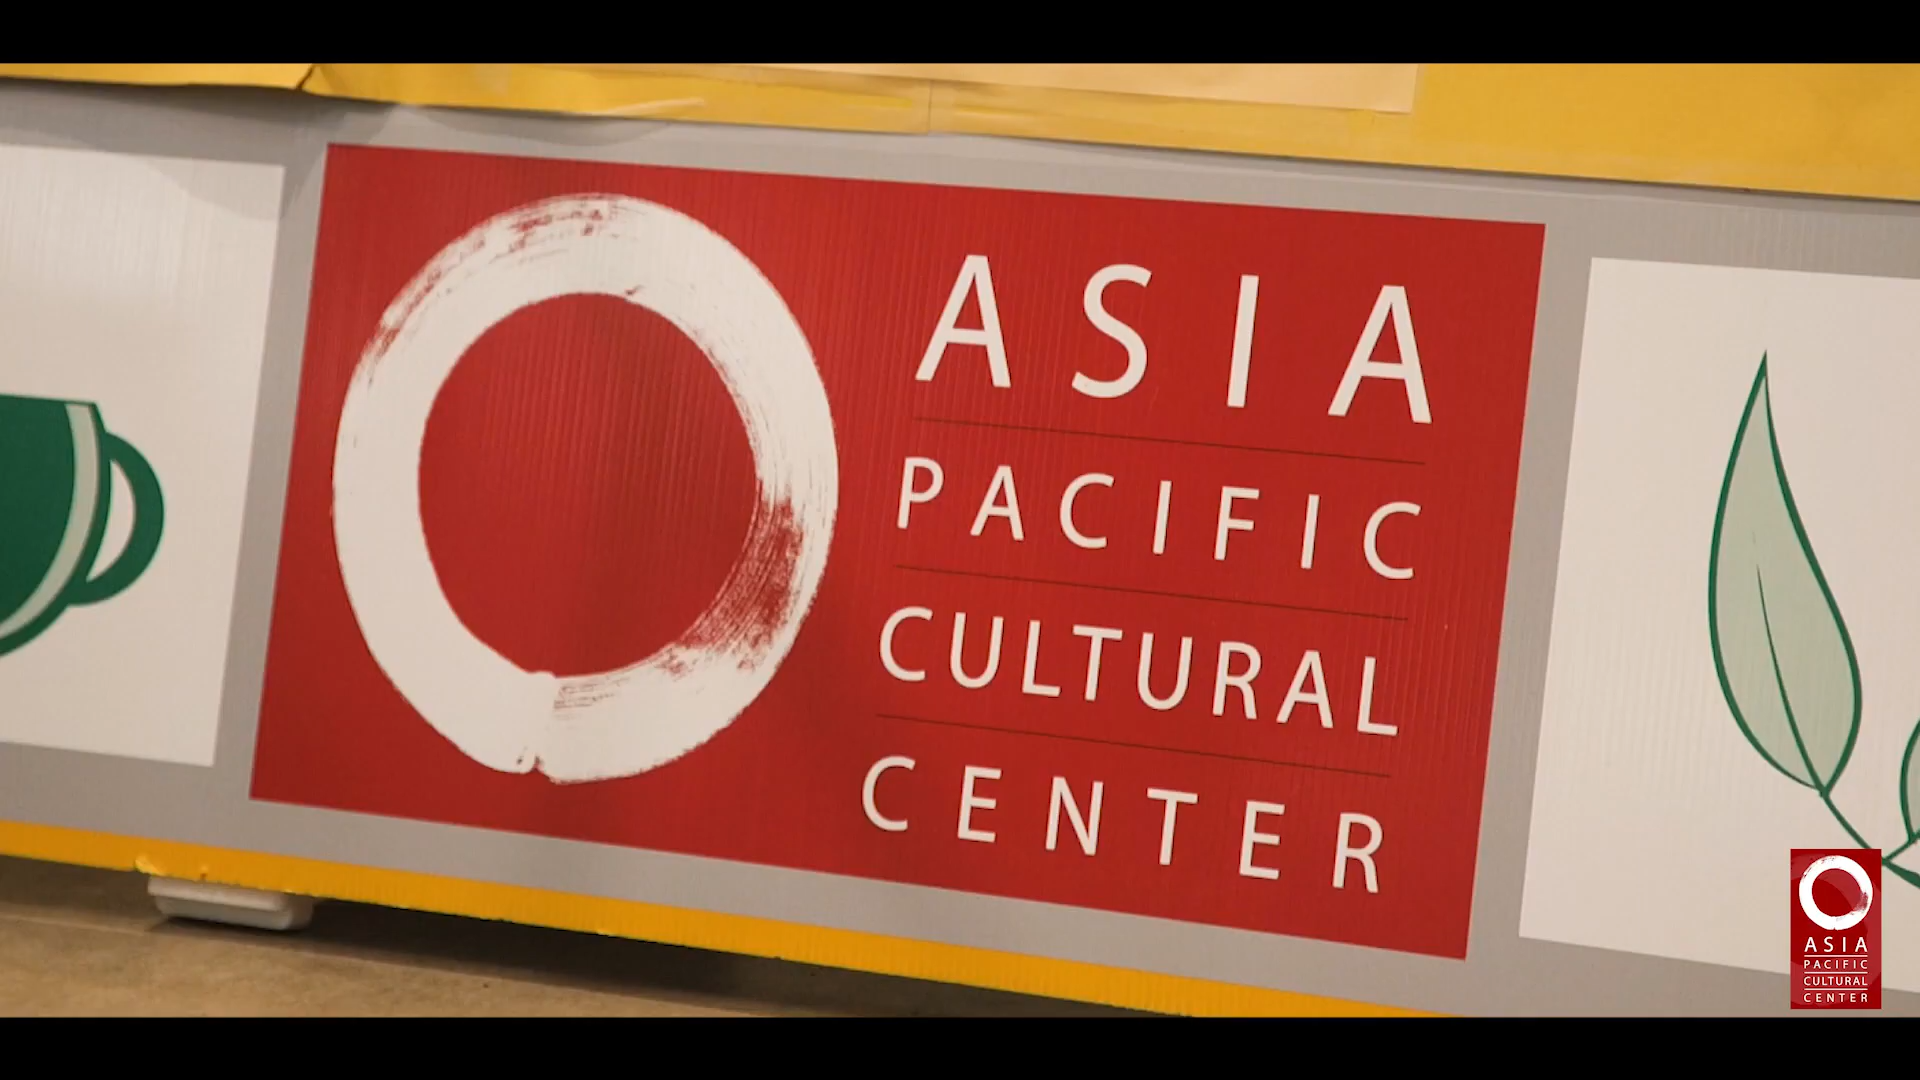 ASIA
PACIFIC
CULTURAL
CENTER
ASIA
PACIFIC
CULTURAL
CENTER